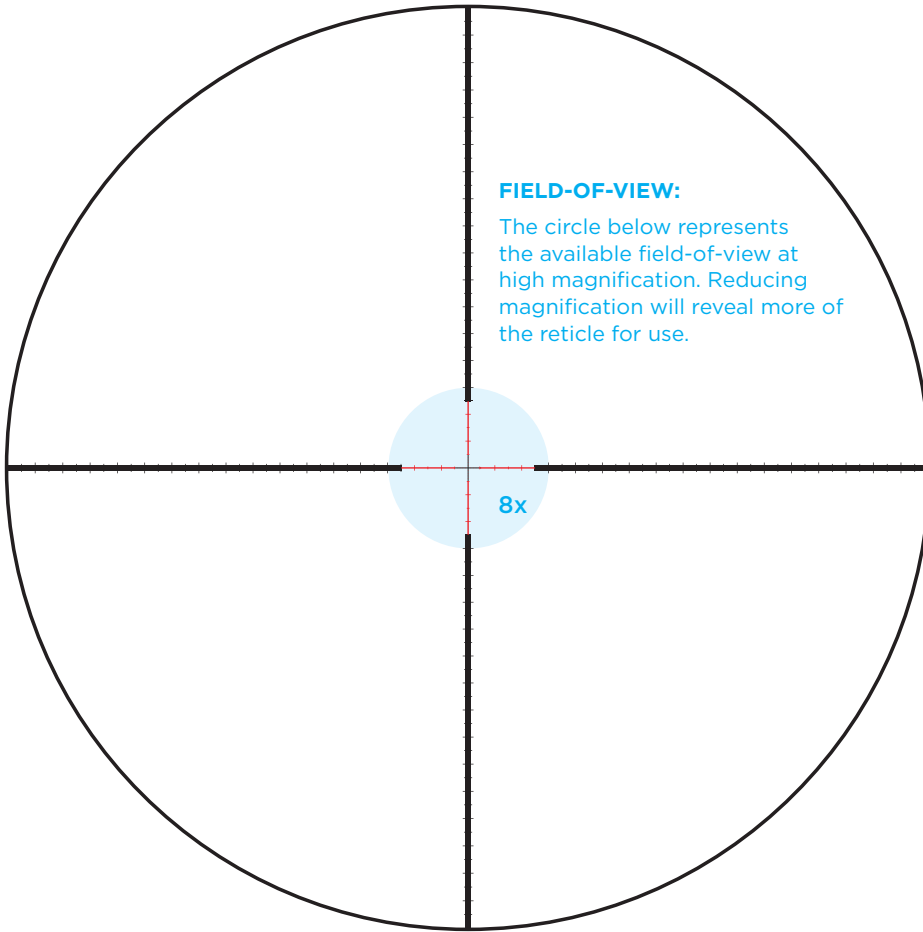 FIELD-OF-VIEW:
The circle below represents
the available field-of-view at
high magnification. Reducing
magnification will reveal more of
the reticle for use.
8x